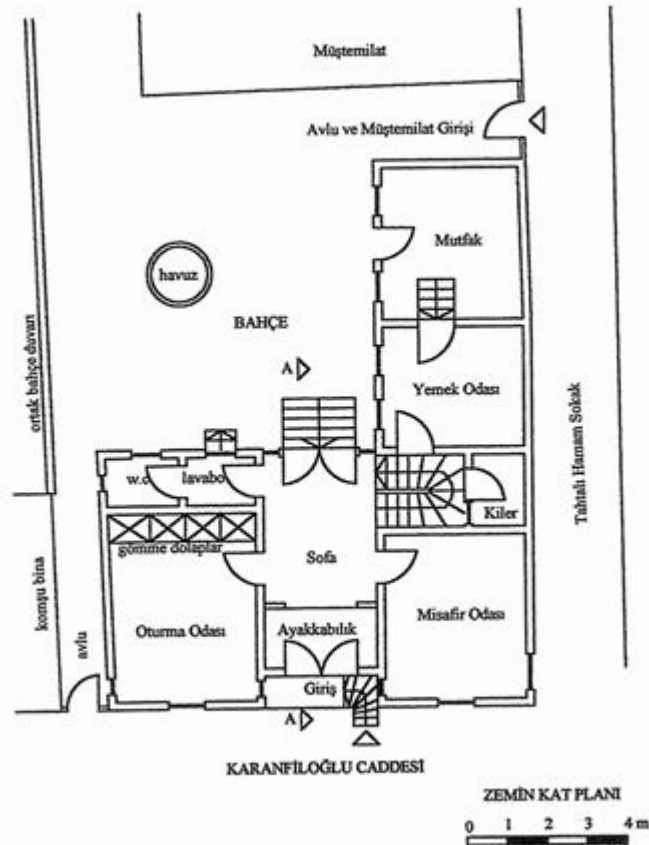 Müştemilat
Avlu ve Müştemilat Girişi
Mutfak
havuz
BAHÇE
ortak bahçe duvarı
A
Yemek Odası
Tahtalı Hamam Sokak
w.c
lavabo
Kiler
gömme dolaplar
Sofa
komşu bina
avlu
Oturma Odası
Ayakkabılık
Misafir Odası
Giriş
A
KARANFİLOĞLU CADDESİ
ZEMİN KAT PLANI
0 1 2 3 4 m